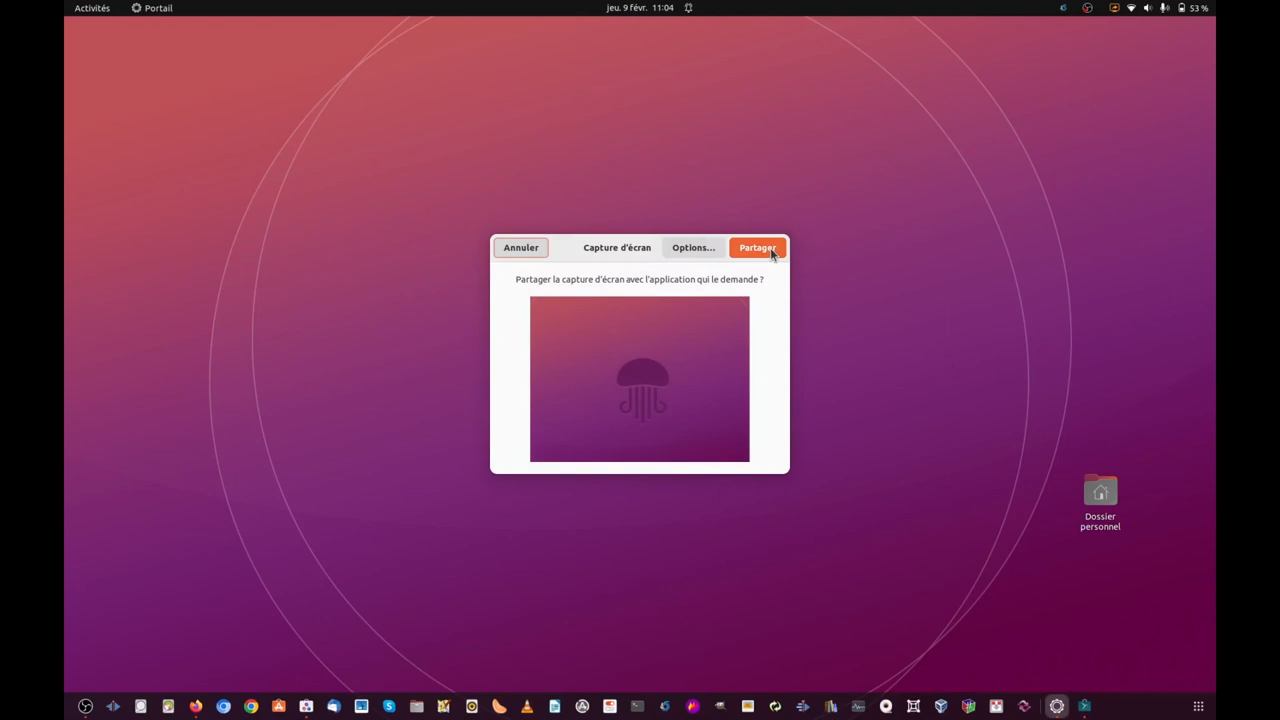 Activités
Portail
jeu. 9 févr. 11:04
53 %
Annuler
Capture d'écran
Options...
Partager
Partager la capture d'écran avec l'application qui le demande ?
Dossier
personnel